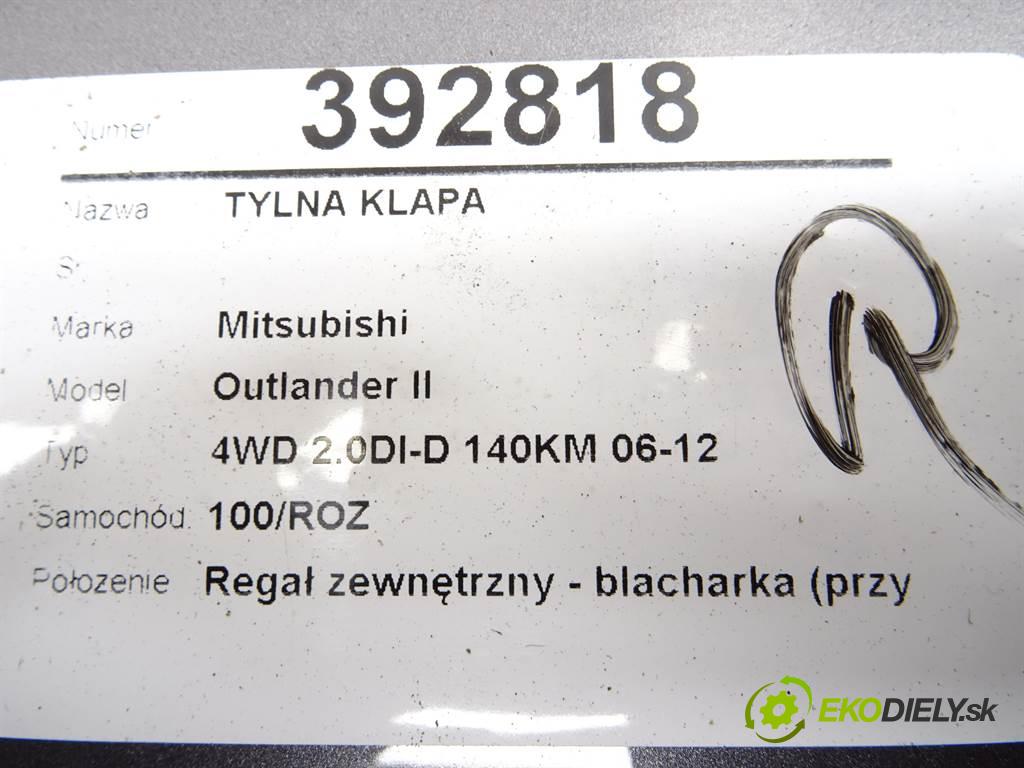 Numer 392818
Nazwa TYLNA KLAPA
S
Marka Mitsubishi
Model Outlander II
Typ 4WD 2.0DI-D 140KM 06-12
Samochód 100/ROZ
Położenie Regał zewnętrzny - blacharka (przy
R
EKODIELY.sk